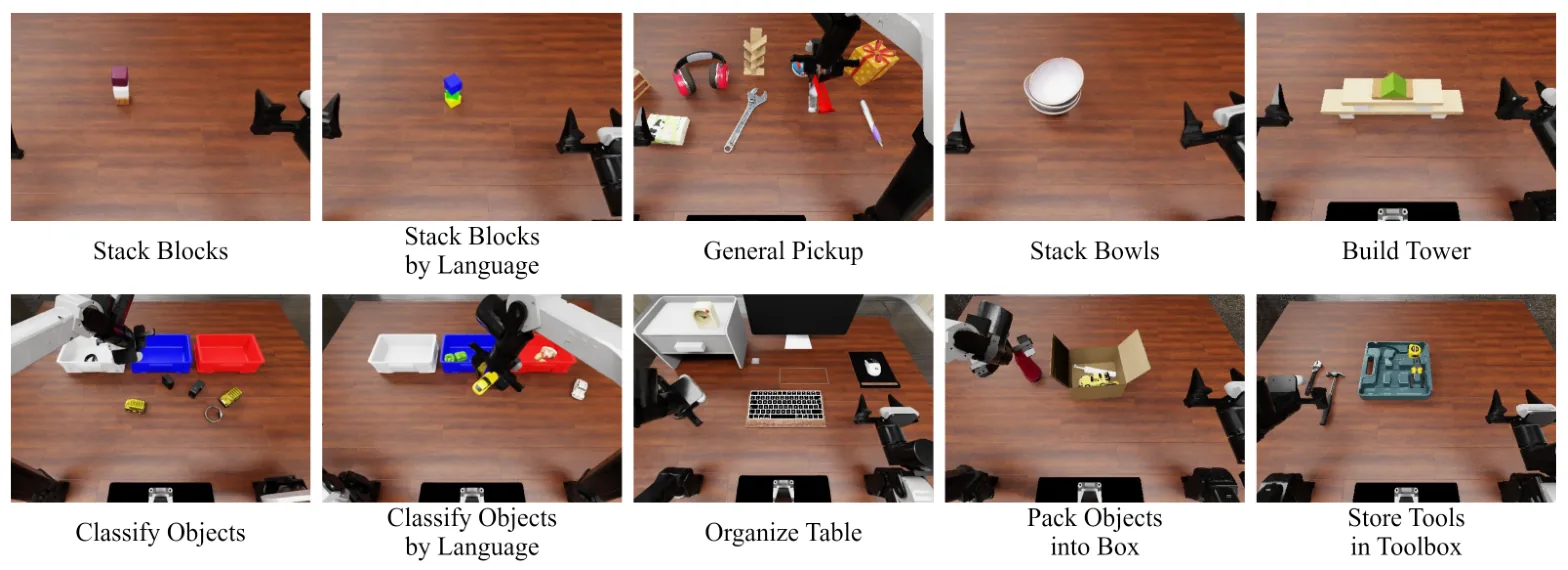 Stack Blocks
Stack Blocks
by Language
General Pickup
Stack Bowls
Build Tower
Classify Objects
Classify Objects
by Language
Organize Table
Pack Objects
into Box
Store Tools
in Toolbox